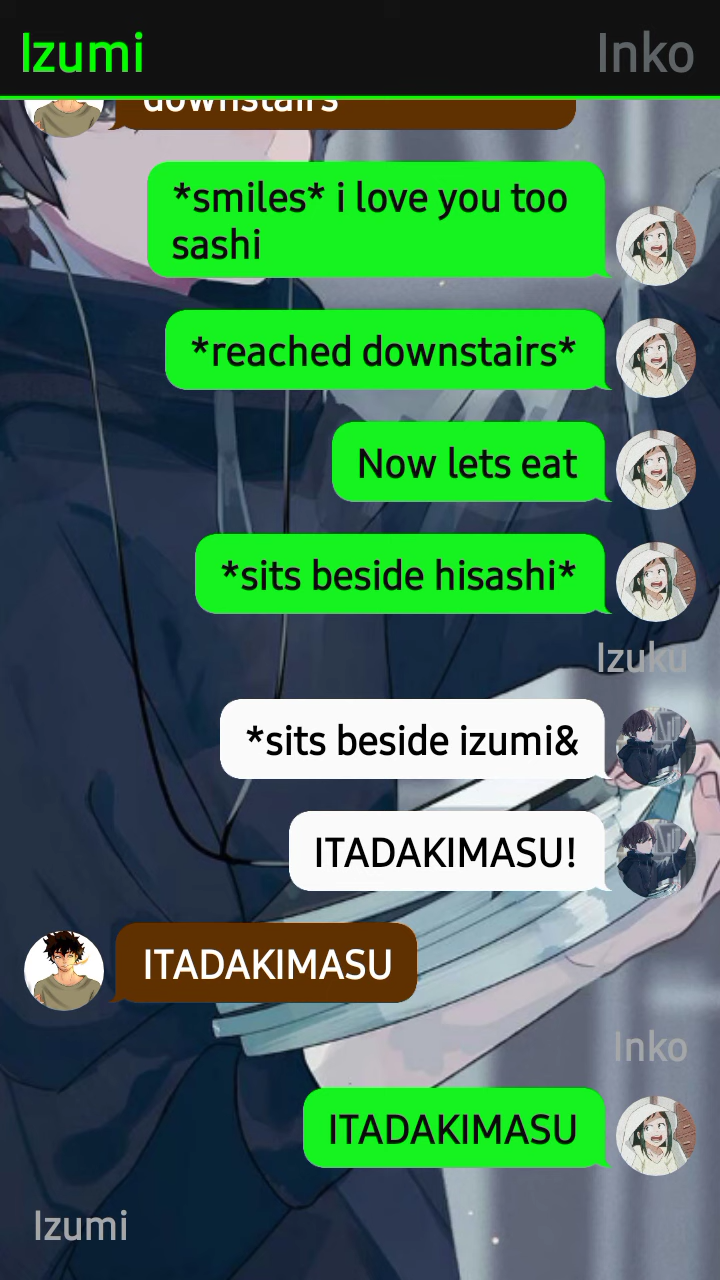 Izumi
Inko
downstairs
*smiles* i love you too
sashi
*reached downstairs*
Now lets eat
*sits beside hisashi*
Izuku
*sits beside izumi&
ITADAKIMASU!
ITADAKIMASU
Inko
ITADAKIMASU
Izumi